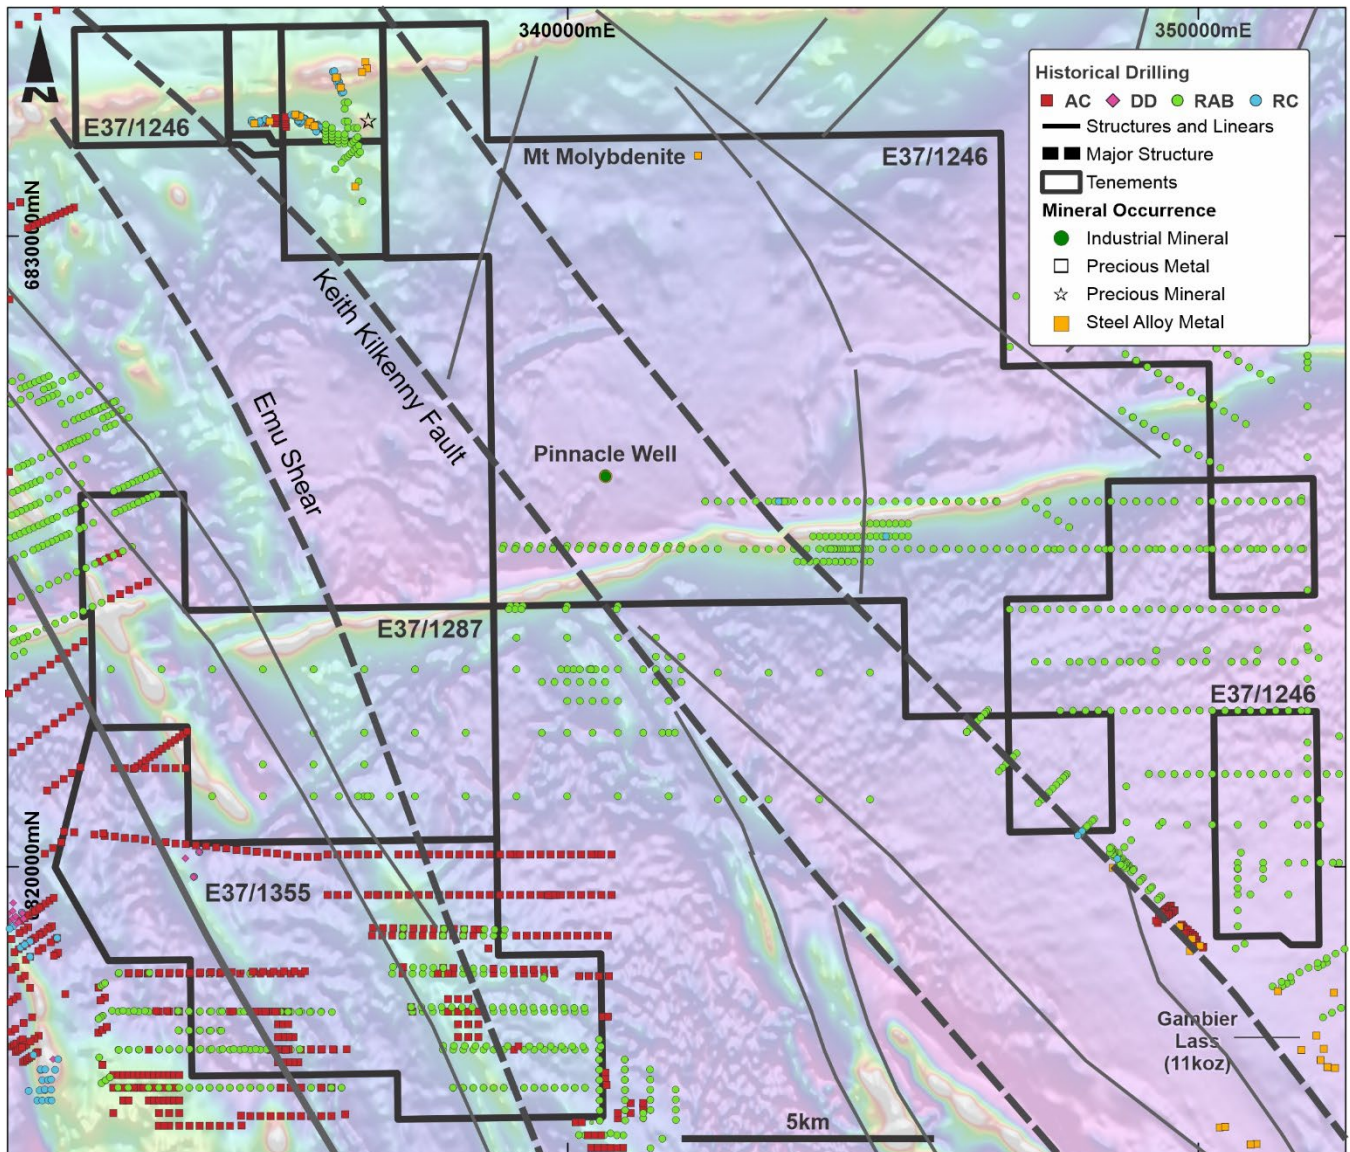 340000mE
350000mE
N
Historical Drilling
AC DD RAB RC
Structures and Linears
Major Structure
Tenements
Mineral Occurrence
Industrial Mineral
Precious Metal
Precious Mineral
Steel Alloy Metal
E37/1246
Mt Molybdenite
E37/1246
6830000mN
Keith Kilkenny Fault
Emu Shear
Pinnacle Well
E37/1287
E37/1246
6820000mN
E37/1355
Gambier
Lass
(11koz)
5km